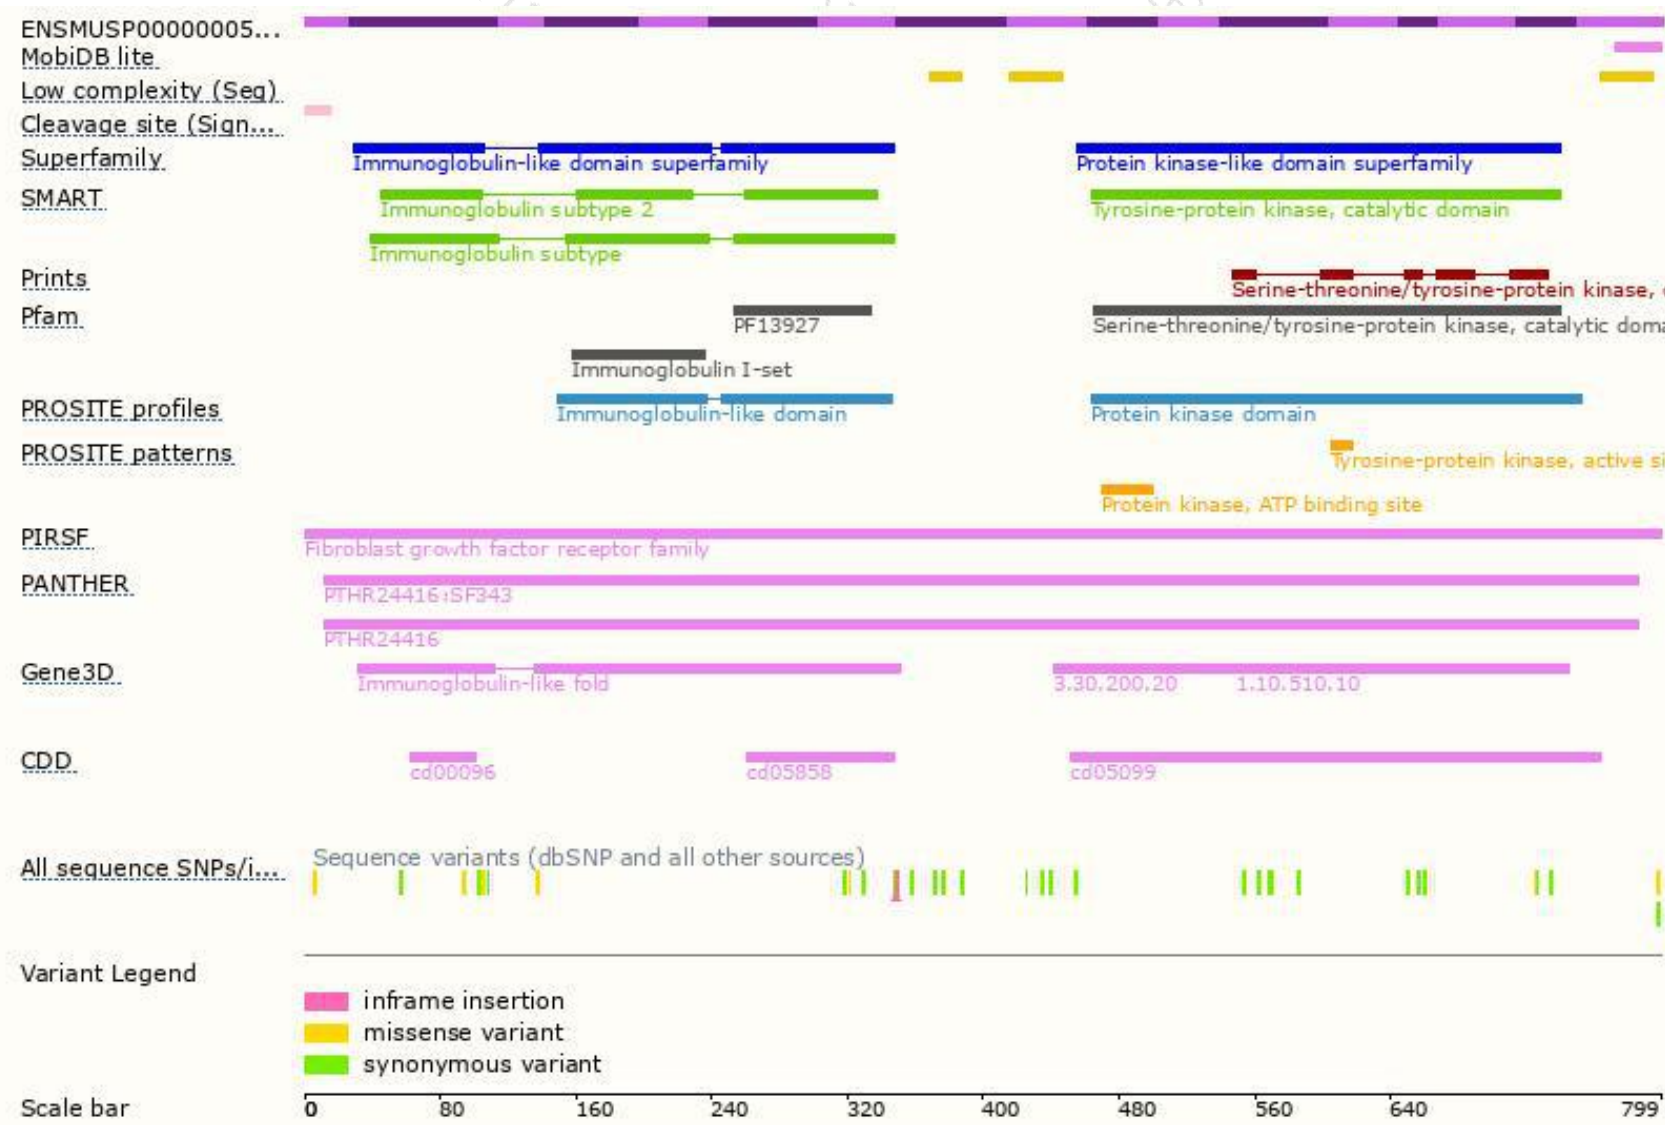 ENSMUSP00000005...
MobiDB lite
Low complexity (Seg)
Cleavage site (Sign...
Superfamily
Immunoglobulin-like domain superfamily
Protein kinase-like domain superfamily
SMART
Immunoglobulin subtype 2
Tyrosine-protein kinase, catalytic domain
Immunoglobulin subtype
Prints
Serine-threonine/tyrosine-protein kinase,
Pfam
PF13927
Serine-threonine/tyrosine-protein kinase, catalytic doma
Immunoglobulin I-set
PROSITE profiles
Immunoglobulin-like domain
Protein kinase domain
PROSITE patterns
Tyrosine-protein kinase, active si
Protein kinase, ATP binding site
PIRSF
Fibroblast growth factor receptor family
PANTHER
PTHR24416:SF343
PTHR24416
Gene3D
Immunoglobulin-like fold
3.30.200.20
1.10.510.10
CDD
cd00096
cd05858
cd05099
All sequence SNPs/i...
Sequence variants (dbSNP and all other sources)
Variant Legend
inframe insertion
missense variant
synonymous variant
Scale bar
0 80 160 240 320 400 480 560 640 799